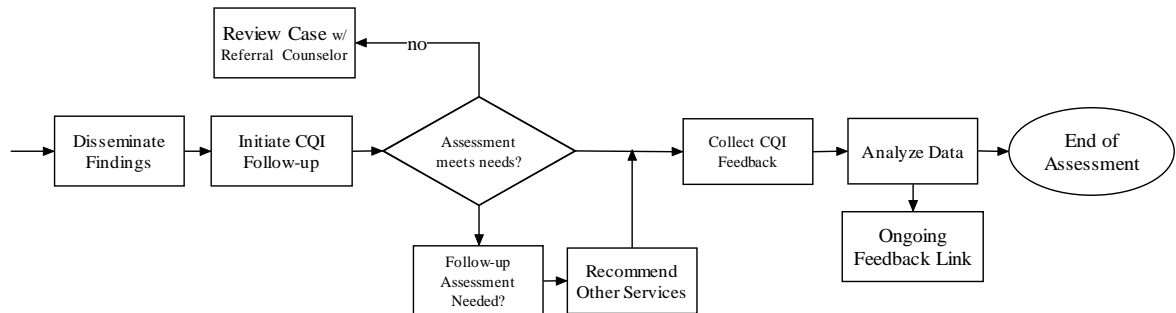 Review Case w/
Referral Counselor
no
Disseminate
Findings
Initiate CQI
Follow-up
Assessment
meets needs?
Collect CQI
Feedback
Analyze Data
End of
Assessment
Follow-up
Assessment
Needed?
Recommend
Other Services
Ongoing
Feedback Link